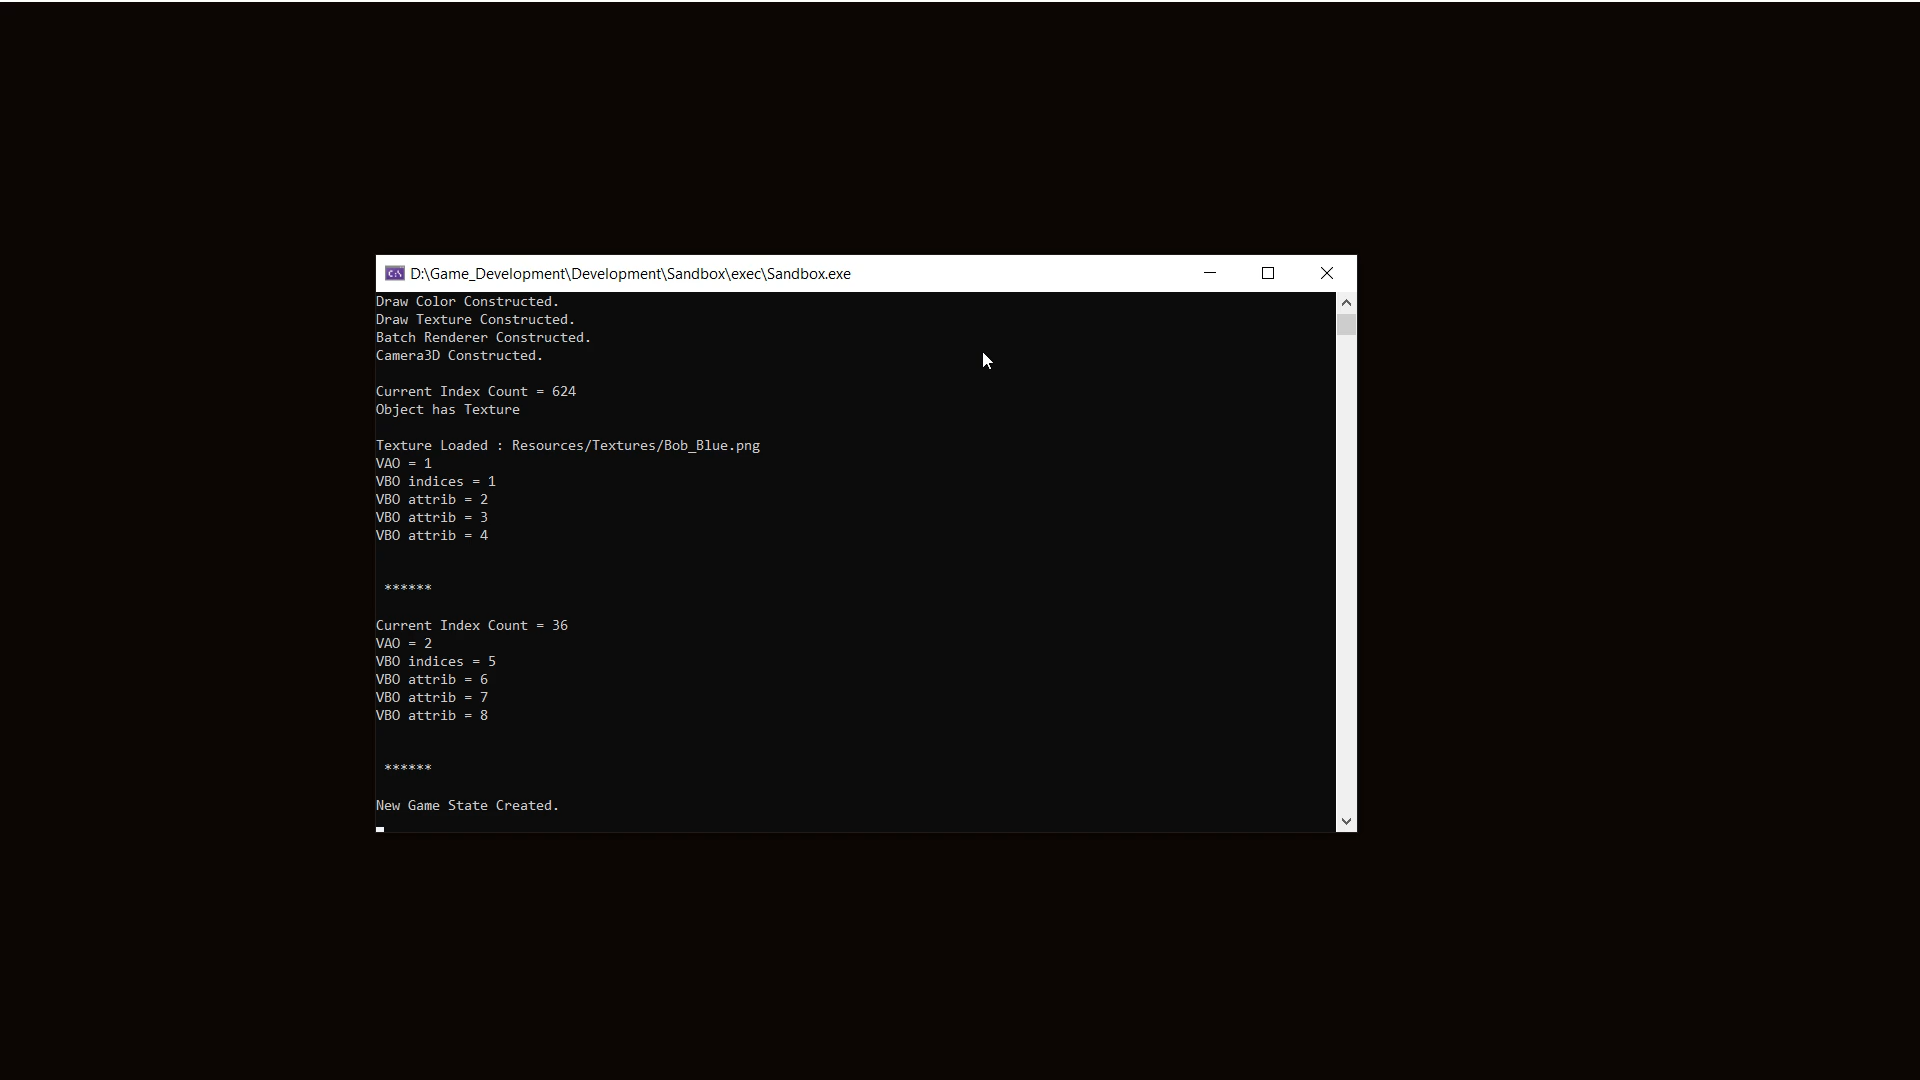 D:\Game_Development\Development\Sandbox\exec\Sandbox.exe
Draw Color Constructed.
Draw Texture Constructed.
Batch Renderer Constructed.
Camera3D Constructed.
Current Index Count = 624
Object has Texture
Texture Loaded : Resources/Textures/Bob_Blue.png
VAO = 1
VBO indices = 1
VBO attrib = 2
VBO attrib = 3
VBO attrib = 4
******
Current Index Count = 36
VAO = 2
VBO indices = 5
VBO attrib = 6
VBO attrib = 7
VBO attrib = 8
******
New Game State Created.